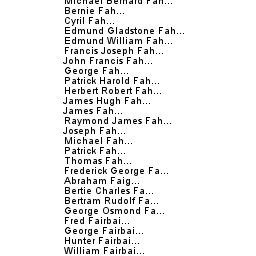 Michael Bernard Fah...
Bernie Fah...
Cyril Fah...
Edmund Gladstone Fah...
Edmund William Fah...
Francis Joseph Fah...
John Francis Fah...
George Fah...
Patrick Harold Fah...
Herbert Robert Fah...
James Hugh Fah...
James Fah...
Raymond James Fah...
Joseph Fah...
Michael Fah...
Patrick Fah...
Thomas Fah...
Frederick George Fa...
Abraham Faig...
Bertie Charles Fa...
Bertram Rudolf Fa...
George Osmond Fa...
Fred Fairbai...
George Fairbai...
Hunter Fairbai...
William Fairbai...